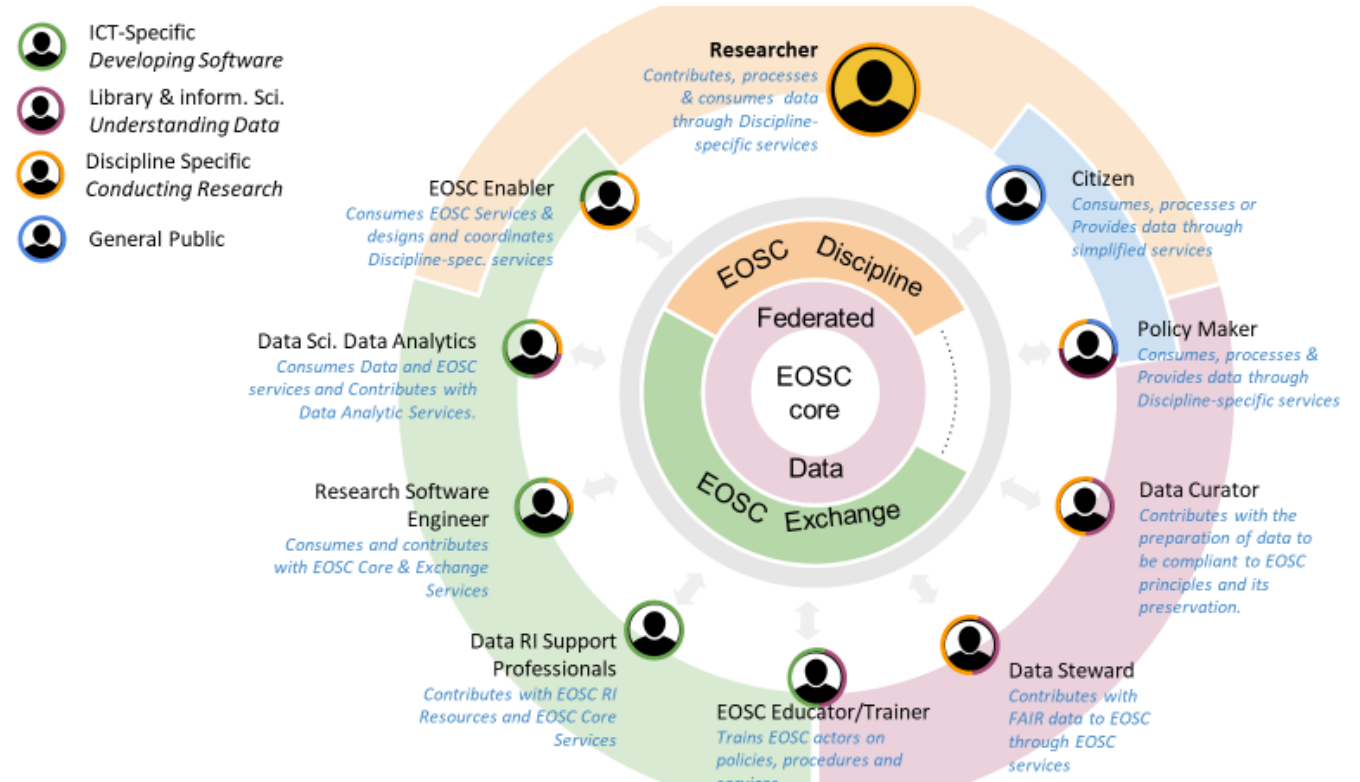 ICT-Specific
Developing Software
Library & inform. Sci.
Understanding Data
Discipline Specific
Conducting Research
General Public
Researcher
Contributes, processes
& consumes data
through Discipline-
specific services
EOSC Enabler
Consumes EOSC Services &
designs and coordinates
Discipline-spec. services
Citizen
Consumes, processes or
Provides data through
simplified services
Data Sci. Data Analytics
Consumes Data and EOSC
services and Contributes with
Data Analytic Services.
Policy Maker
Consumes, processes &
Provides data through
Discipline-specific services
EOSC Discipline
Federated
EOSC
core
Data
EOSC Exchange
Research Software
Engineer
Consumes and contributes
with EOSC Core & Exchange
Services
Data Curator
Contributes with the
preparation of data to
be compliant to EOSC
principles and its
preservation.
Data RI Support
Professionals
Contributes with EOSC RI
Resources and EOSC Core
Services
EOSC Educator/Trainer
Trains EOSC actors on
policies, procedures and
Data Steward
Contributes with
FAIR data to EOSC
through EOSC
services